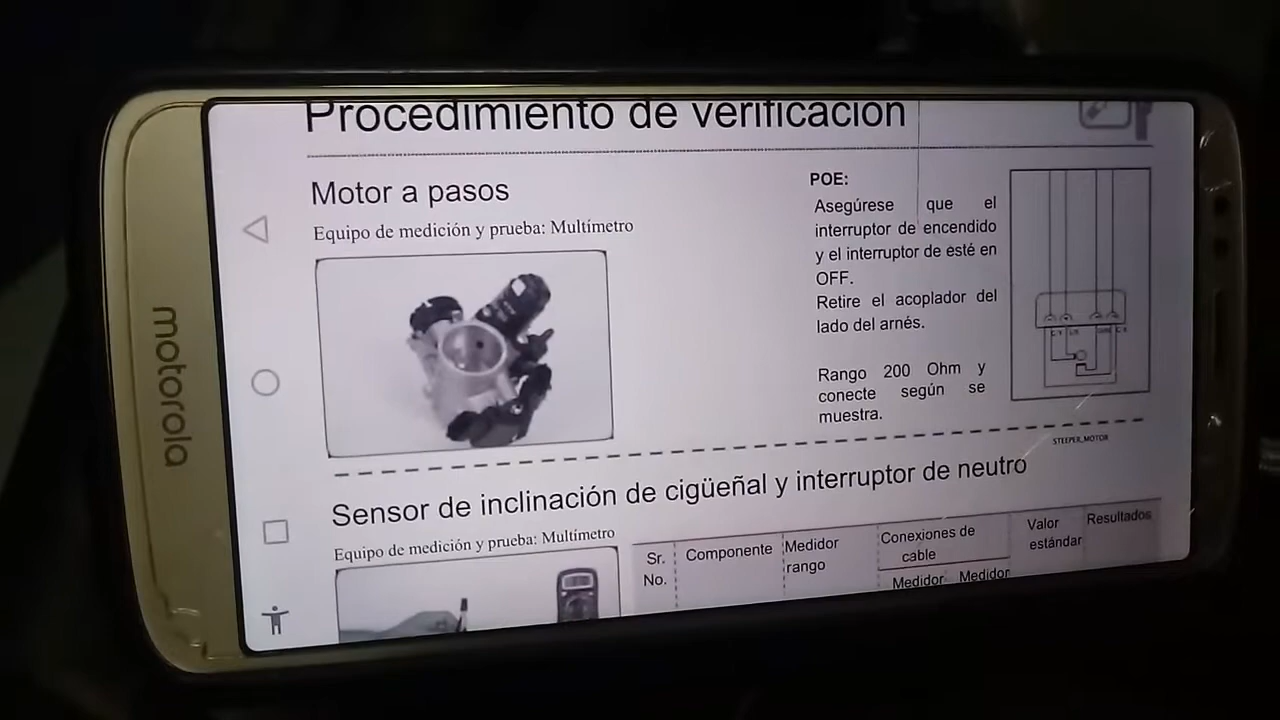 motorola
Procedimiento de verificación
Motor a pasos
Equipo de medición y prueba: Multímetro
POE:
Asegúrese que el
interruptor de encendido
y el interruptor de esté en
OFF.
Retire el acoplador del
lado del arnés.
Rango 200 Ohm y
conecte según se
muestra.
STEEPER_MOTOR
Sensor de inclinación de cigüeñal y interruptor de neutro
Equipo de medición y prueba: Multímetro
Sr.
No.
Componente
Medidor
rango
Conexiones de
cable
Medidor Medidor
Valor
estándar
Resultados